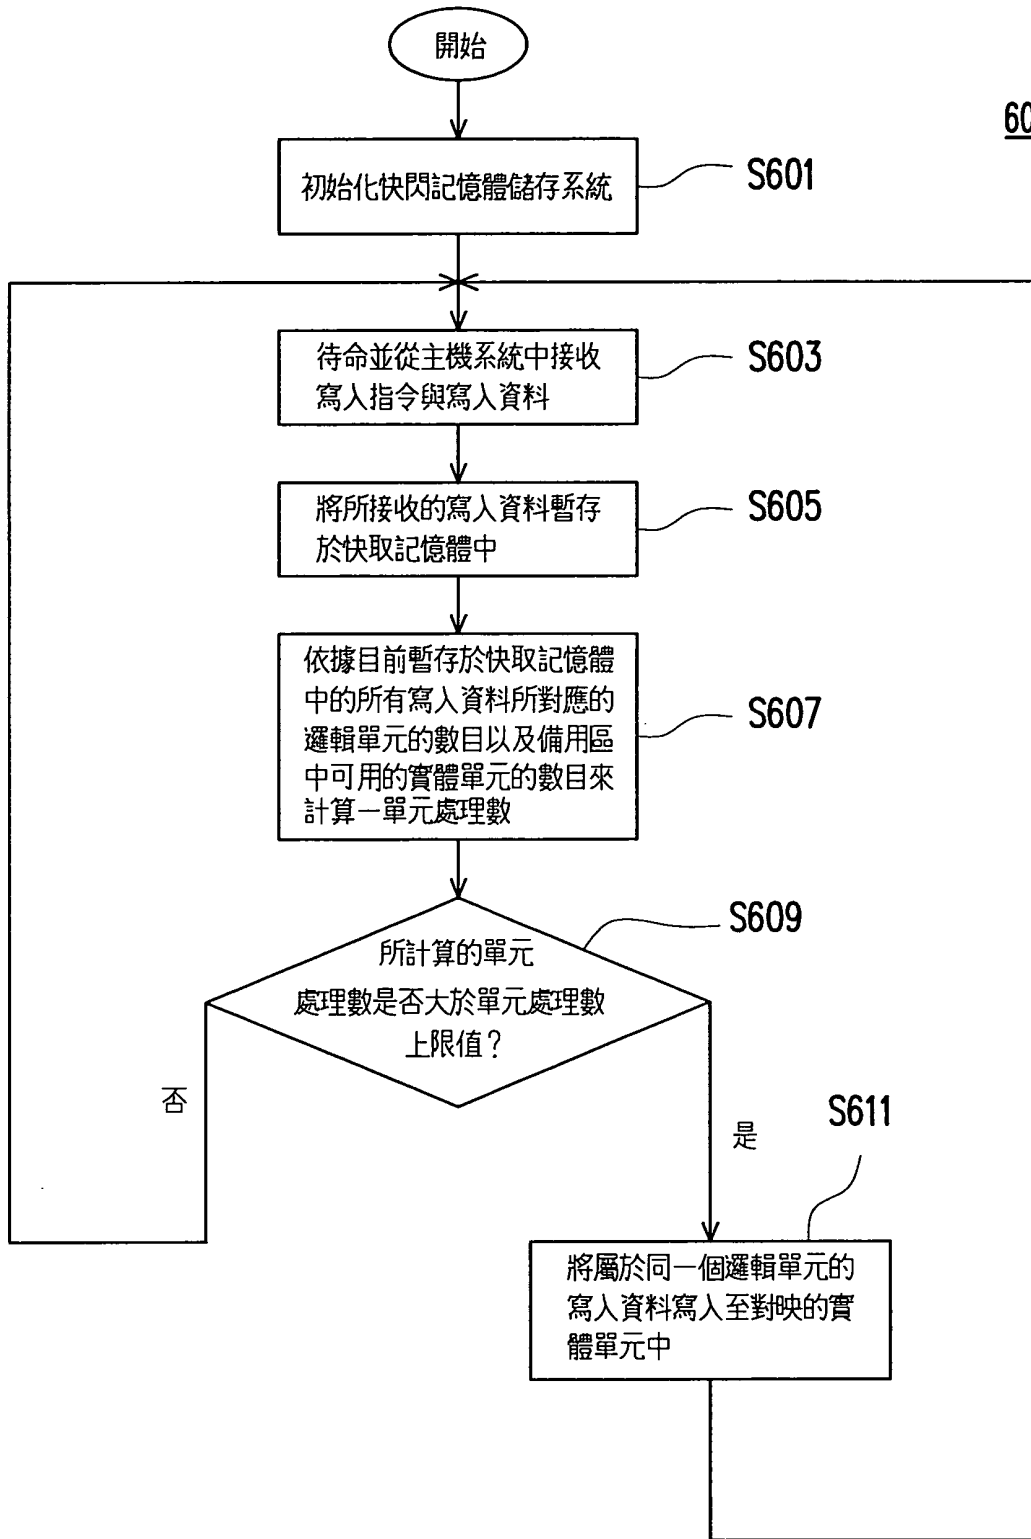 開始
60
初始化快閃記憶體儲存系統
S601
待命並從主機系統中接收
寫入指令與寫入資料
S603
將所接收的寫入資料暫存
於快取記憶體中
S605
依據目前暫存於快取記憶體
中的所有寫入資料所對應的
邏輯單元的數目以及備用區
中可用的實體單元的數目來
計算一單元處理數
S607
所計算的單元
處理數是否大於單元處理數
上限值？
S609
否
是
S611
將屬於同一個邏輯單元的
寫入資料寫入至對映的實
體單元中